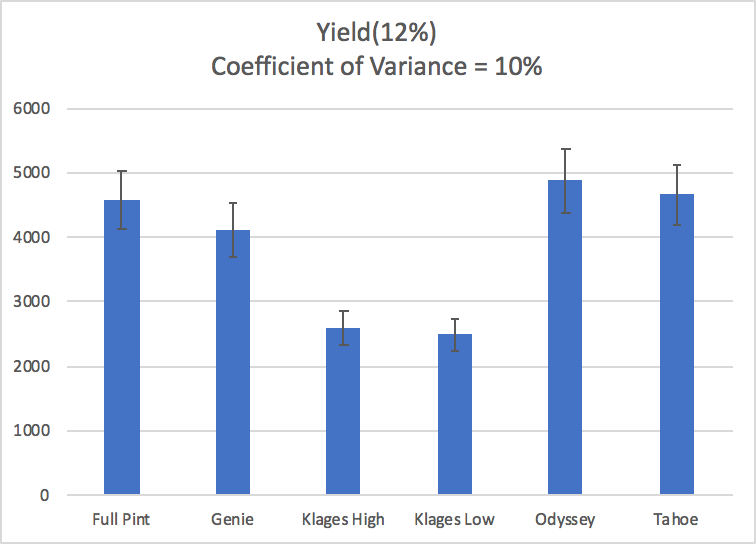 Yield(12%)
Coefficient of Variance = 10%
6000
5000
4000
3000
2000
1000
0
Full Pint
Genie
Klages High
Klages Low
Odyssey
Tahoe